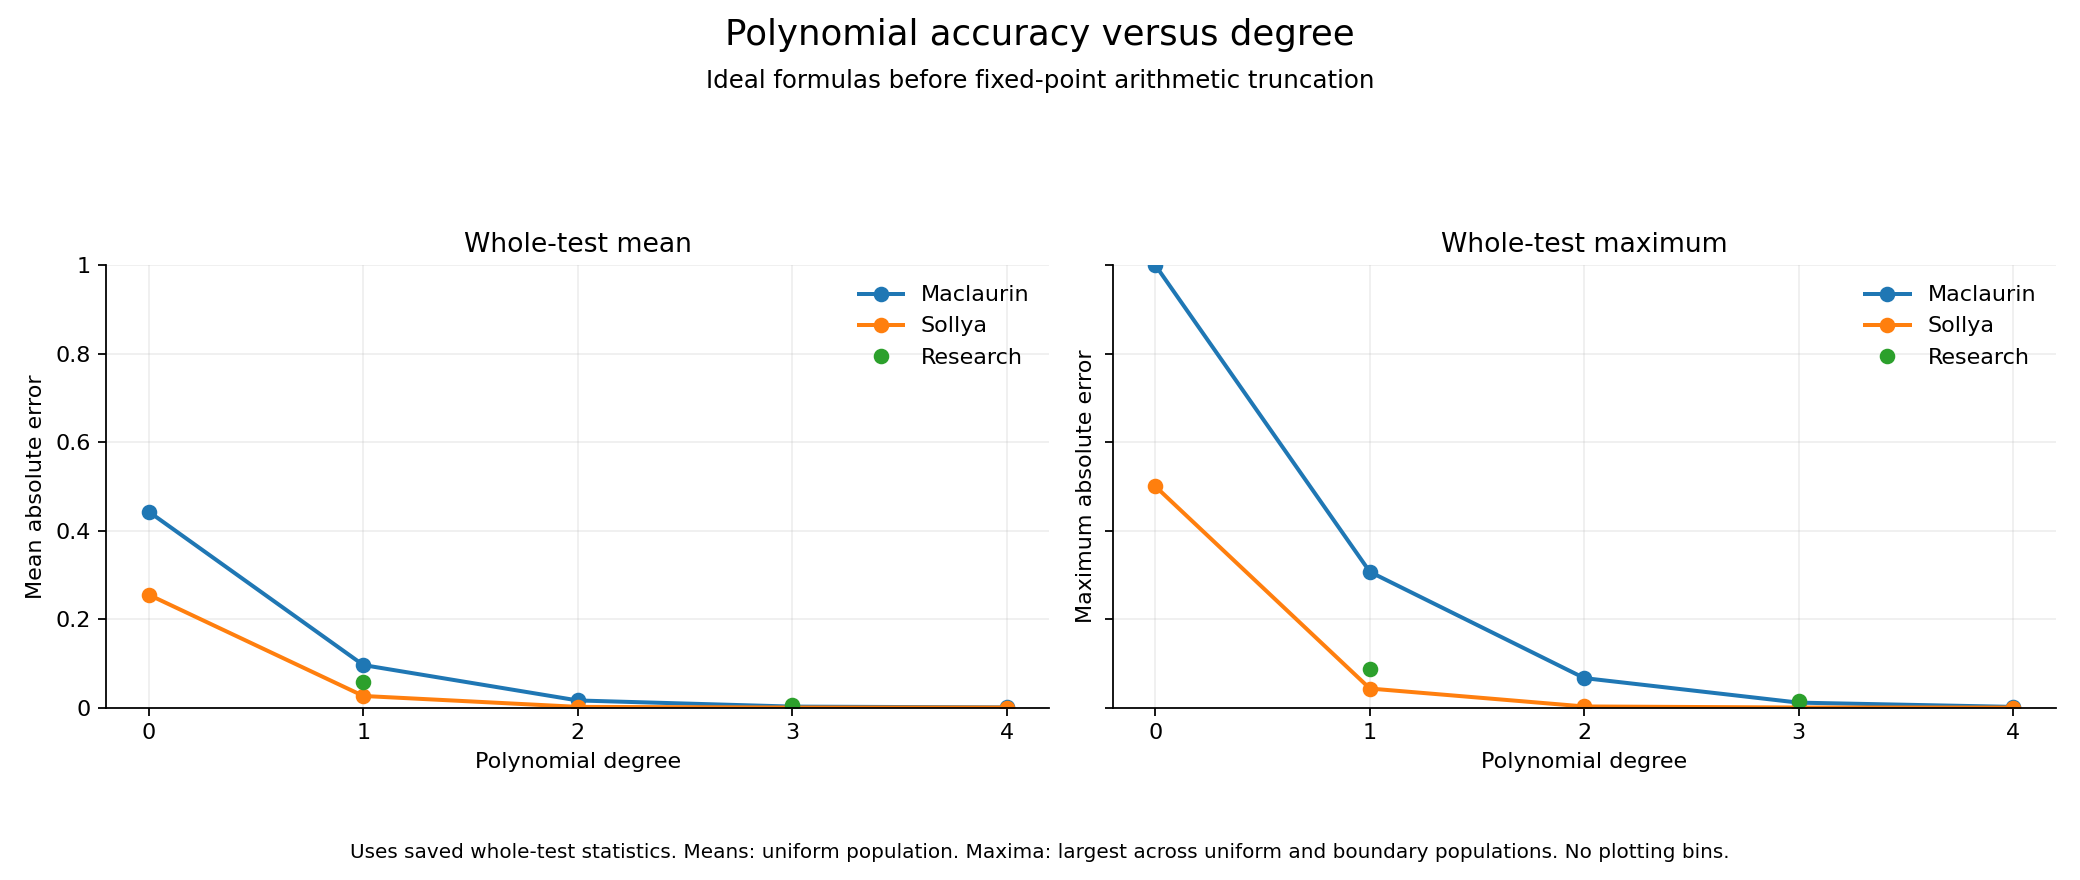 Polynomial accuracy versus degree
Ideal formulas before fixed-point arithmetic truncation
Whole-test mean
Mean absolute error
1
0.8
0.6
0.4
0.2
0
Maclaurin
Sollya
Research
0 1 2 3 4
Polynomial degree
Whole-test maximum
Maximum absolute error
Maclaurin
Sollya
Research
0 1 2 3 4
Polynomial degree
Uses saved whole-test statistics. Means: uniform population. Maxima: largest across uniform and boundary populations. No plotting bins.